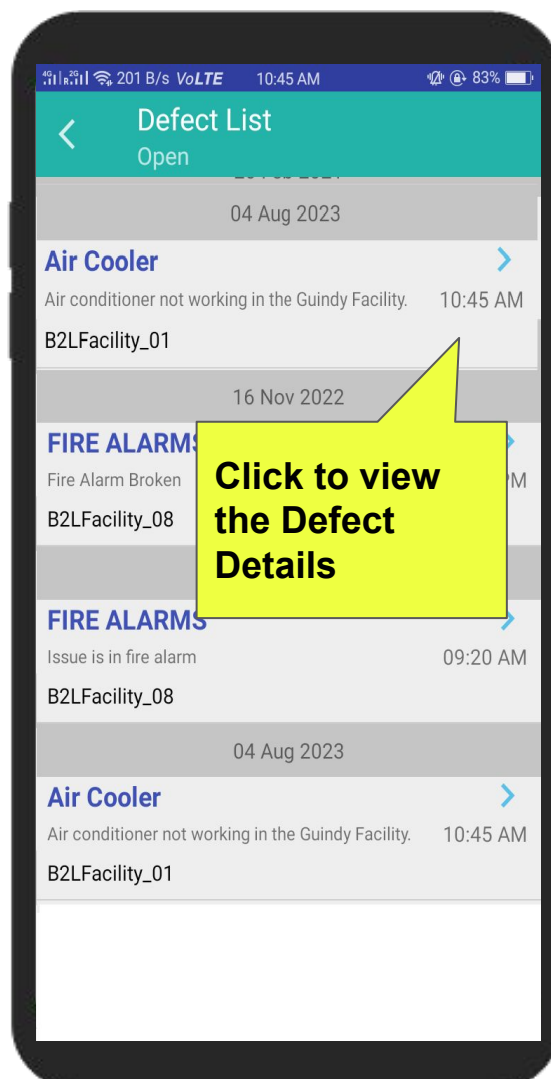 4G 2G R 201 B/s VoLTE 10:45 AM 83%
Defect List
Open
04 Aug 2023
Air Cooler
Air conditioner not working in the Guindy Facility. 10:45 AM
B2LFacility_01
16 Nov 2022
FIRE ALARMS
Fire Alarm Broken PM
B2LFacility_08
Click to view
the Defect
Details
FIRE ALARMS
Issue is in fire alarm 09:20 AM
B2LFacility_08
04 Aug 2023
Air Cooler
Air conditioner not working in the Guindy Facility. 10:45 AM
B2LFacility_01